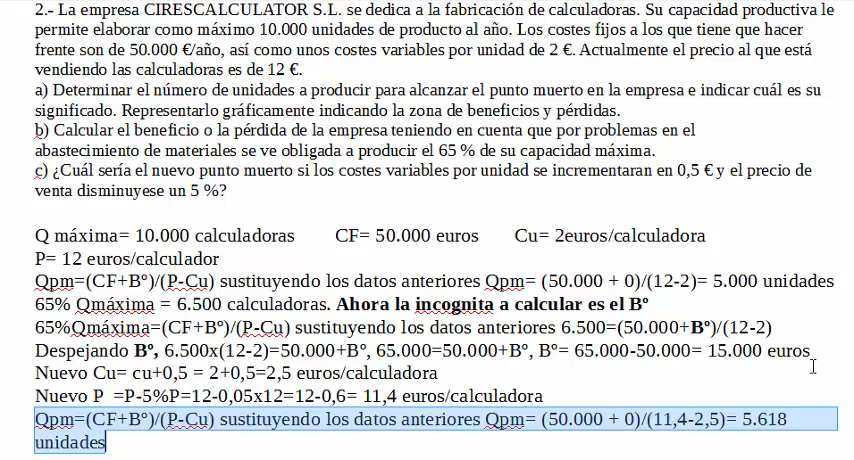 2.- La empresa CIRESCALCULATOR S.L. se dedica a la fabricación de calculadoras. Su capacidad productiva le
permite elaborar como máximo 10.000 unidades de producto al año. Los costes fijos a los que tiene que hacer
frente son de 50.000 €/año, así como unos costes variables por unidad de 2 €. Actualmente el precio al que está
vendiendo las calculadoras es de 12 €.
a) Determinar el número de unidades a producir para alcanzar el punto muerto en la empresa e indicar cuál es su
significado. Representarlo gráficamente indicando la zona de beneficios y pérdidas.
b) Calcular el beneficio o la pérdida de la empresa teniendo en cuenta que por problemas en el
abastecimiento de materiales se ve obligada a producir el 65 % de su capacidad máxima.
c) ¿Cuál sería el nuevo punto muerto si los costes variables por unidad se incrementaran en 0,5 € y el precio de
venta disminuyese un 5 %?
Q máxima= 10.000 calculadoras CF= 50.000 euros Cu= 2euros/calculadora
P= 12 euros/calculador
Qpm=(CF+Bº)/(P-Cu) sustituyendo los datos anteriores Qpm= (50.000 + 0)/(12-2)= 5.000 unidades
65% Qmáxima = 6.500 calculadoras. Ahora la incognita a calcular es el Bº
65%Qmáxima=(CF+Bº)/(P-Cu) sustituyendo los datos anteriores 6.500=(50.000+Bº)/(12-2)
Despejando Bº, 6.500x(12-2)=50.000+Bº, 65.000=50.000+Bº, Bº= 65.000-50.000= 15.000 euros
Nuevo Cu= cu+0,5 = 2+0,5=2,5 euros/calculadora
Nuevo P =P-5%P=12-0,05x12=12-0,6= 11,4 euros/calculadora
Qpm=(CF+Bº)/(P-Cu) sustituyendo los datos anteriores Qpm= (50.000 + 0)/(11,4-2,5)= 5.618
unidades